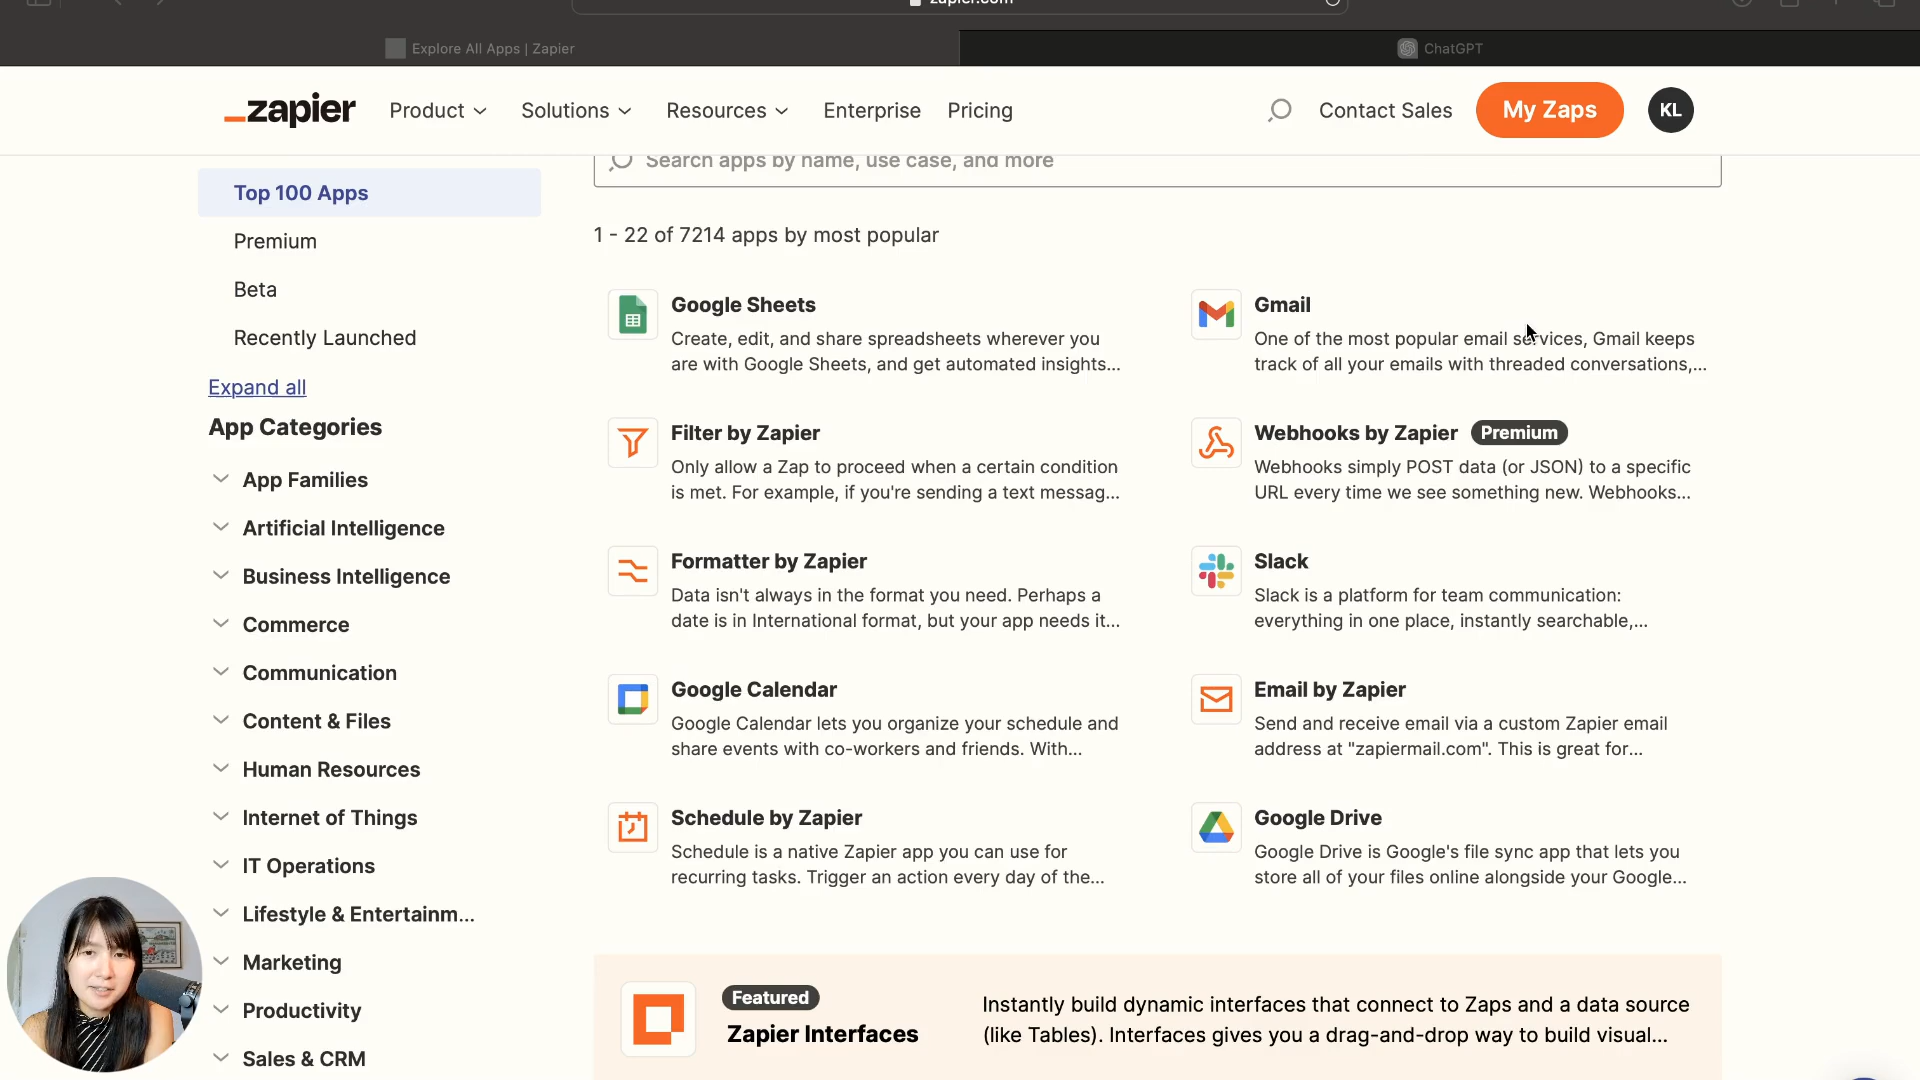 zapier.com
Explore All Apps | Zapier
ChatGPT
zapier
Product
Solutions
Resources
Enterprise
Pricing
Contact Sales
My Zaps
KL
Search apps by name, use case, and more
Top 100 Apps
Premium
Beta
Recently Launched
Expand all
App Categories
App Families
Artificial Intelligence
Business Intelligence
Commerce
Communication
Content & Files
Human Resources
Internet of Things
IT Operations
Lifestyle & Entertainm...
Marketing
Productivity
Sales & CRM
1 - 22 of 7214 apps by most popular
Google Sheets
Create, edit, and share spreadsheets wherever you
are with Google Sheets, and get automated insights...
Gmail
One of the most popular email services, Gmail keeps
track of all your emails with threaded conversations,...
Filter by Zapier
Only allow a Zap to proceed when a certain condition
is met. For example, if you're sending a text messag...
Webhooks by Zapier Premium
Webhooks simply POST data (or JSON) to a specific
URL every time we see something new. Webhooks...
Formatter by Zapier
Data isn't always in the format you need. Perhaps a
date is in International format, but your app needs it...
Slack
Slack is a platform for team communication:
everything in one place, instantly searchable,...
Google Calendar
Google Calendar lets you organize your schedule and
share events with co-workers and friends. With...
Email by Zapier
Send and receive email via a custom Zapier email
address at "zapiermail.com". This is great for...
Schedule by Zapier
Schedule is a native Zapier app you can use for
recurring tasks. Trigger an action every day of the...
Google Drive
Google Drive is Google's file sync app that lets you
store all of your files online alongside your Google...
Featured
Zapier Interfaces
Instantly build dynamic interfaces that connect to Zaps and a data source
(like Tables). Interfaces gives you a drag-and-drop way to build visual...